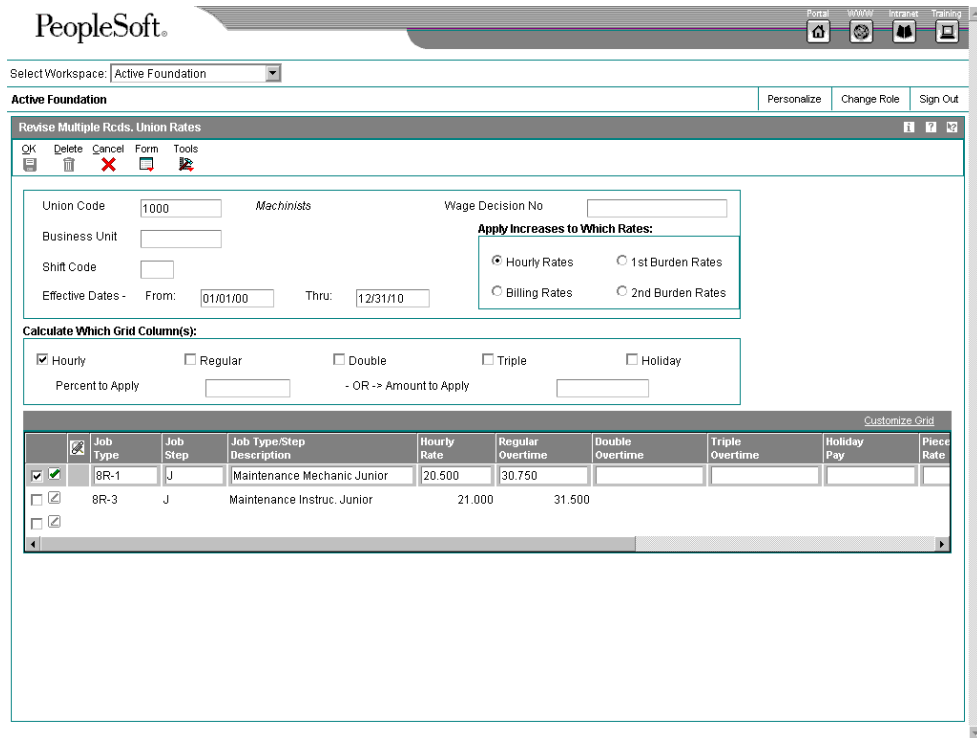 PeopleSoft.
Portal WWW Intranet Training
Select Workspace: Active Foundation
Active Foundation Personalize Change Role Sign Out
Revise Multiple Rcds. Union Rates
OK Delete Cancel Form Tools
Union Code 1000 Machinists Wage Decision No
Business Unit Apply Increases to Which Rates:
Shift Code Hourly Rates 1st Burden Rates
Effective Dates - From: 01/01/00 Thru: 12/31/10 Billing Rates 2nd Burden Rates
Calculate Which Grid Column(s):
Hourly Regular Double Triple Holiday
Percent to Apply - OR -> Amount to Apply
Customize Grid
Job Type Job Step Job Type/Step Description Hourly Rate Regular Overtime Double Overtime Triple Overtime Holiday Pay Piece Rate
8R-1 J Maintenance Mechanic Junior 20.500 30.750
8R-3 J Maintenance Instruc. Junior 21.000 31.500